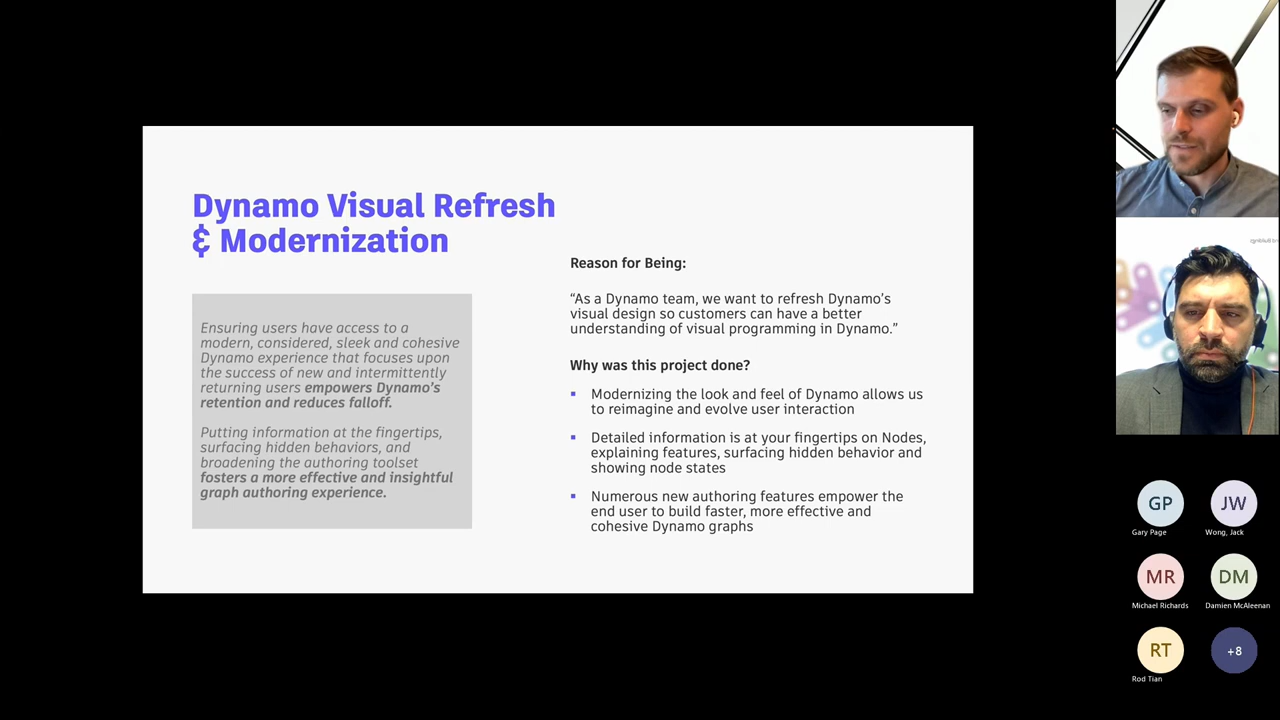 Dynamo Visual Refresh
& Modernization
Ensuring users have access to a
modern, considered, sleek and cohesive
Dynamo experience that focuses upon
the success of new and intermittently
returning users empowers Dynamo's
retention and reduces falloff.
Putting information at the fingertips,
surfacing hidden behaviors, and
broadening the authoring toolset
fosters a more effective and insightful
graph authoring experience.
Reason for Being:
“As a Dynamo team, we want to refresh Dynamo’s
visual design so customers can have a better
understanding of visual programming in Dynamo.”
Why was this project done?
▪ Modernizing the look and feel of Dynamo allows us
to reimagine and evolve user interaction
▪ Detailed information is at your fingertips on Nodes,
explaining features, surfacing hidden behavior and
showing node states
▪ Numerous new authoring features empower the
end user to build faster, more effective and
cohesive Dynamo graphs
GP
Gary Page
JW
Wong, Jack
MR
Michael Richards
DM
Damien McAleenan
RT
Rod Tian
+8